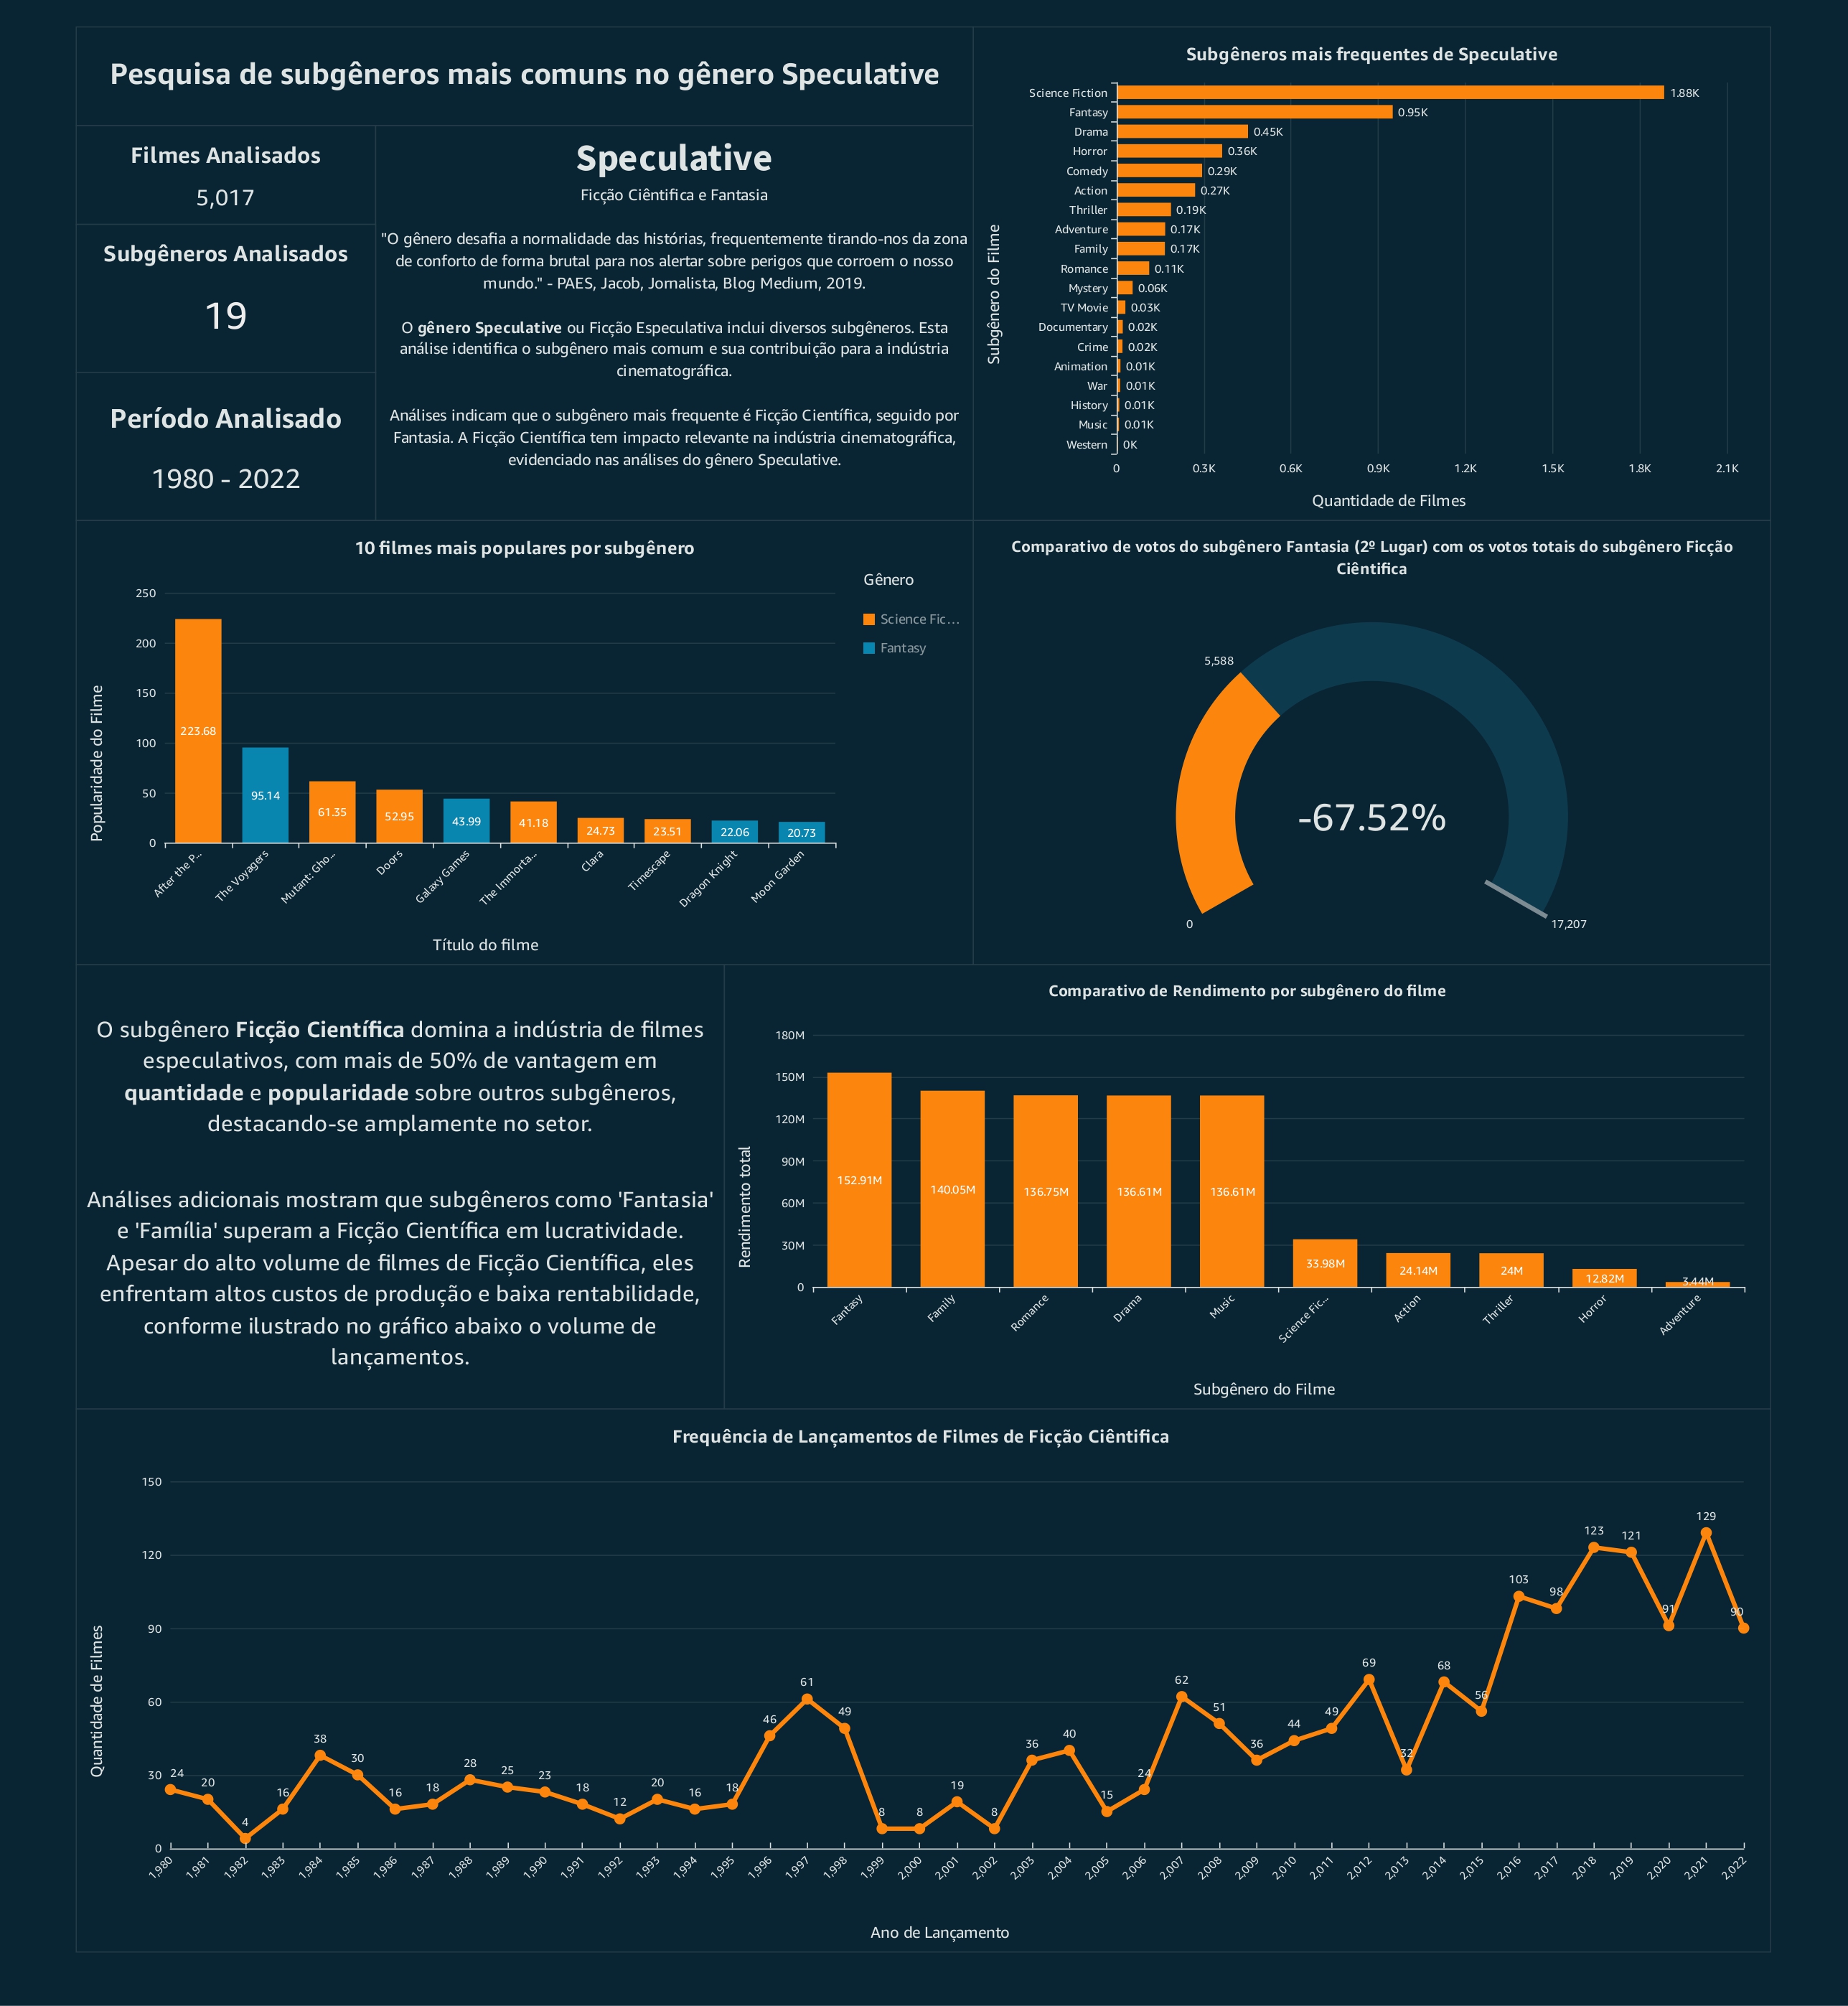 Pesquisa de subgêneros mais comuns no gênero Speculative
Filmes Analisados
5,017
Subgêneros Analisados
19
Período Analisado
1980 - 2022
Speculative
Ficção Ciêntifica e Fantasia
"O gênero desafia a normalidade das histórias, frequentemente tirando-nos da zona
de conforto de forma brutal para nos alertar sobre perigos que corroem o nosso
mundo." - PAES, Jacob, Jornalista, Blog Medium, 2019.
O gênero Speculative ou Ficção Especulativa inclui diversos subgêneros. Esta
análise identifica o subgênero mais comum e sua contribuição para a indústria
cinematográfica.
Análises indicam que o subgênero mais frequente é Ficção Científica, seguido por
Fantasia. A Ficção Científica tem impacto relevante na indústria cinematográfica,
evidenciado nas análises do gênero Speculative.
Subgêneros mais frequentes de Speculative
Subgênero do Filme
Science Fiction 1.88K
Fantasy 0.95K
Drama 0.45K
Horror 0.36K
Comedy 0.29K
Action 0.27K
Thriller 0.19K
Adventure 0.17K
Family 0.17K
Romance 0.11K
Mystery 0.06K
TV Movie 0.03K
Documentary 0.02K
Crime 0.02K
Animation 0.01K
War 0.01K
History 0.01K
Music 0.01K
Western 0K
0 0.3K 0.6K 0.9K 1.2K 1.5K 1.8K 2.1K
Quantidade de Filmes
10 filmes mais populares por subgênero
Gênero
Science Fic...
Fantasy
Popularidade do Filme
250
200
150
100
50
0
223.68 95.14 61.35 52.95 43.99 41.18 24.73 23.51 22.06 20.73
After the P... The Voyagers Mutant: Gho... Doors Galaxy Games The Immorta... Clara Timescape Dragon Knight Moon Garden
Título do filme
Comparativo de votos do subgênero Fantasia (2º Lugar) com os votos totais do subgênero Ficção
Ciêntifica
5,588
-67.52%
0
17,207
O subgênero Ficção Científica domina a indústria de filmes
especulativos, com mais de 50% de vantagem em
quantidade e popularidade sobre outros subgêneros,
destacando-se amplamente no setor.
Análises adicionais mostram que subgêneros como 'Fantasia'
e 'Família' superam a Ficção Científica em lucratividade.
Apesar do alto volume de filmes de Ficção Científica, eles
enfrentam altos custos de produção e baixa rentabilidade,
conforme ilustrado no gráfico abaixo o volume de
lançamentos.
Comparativo de Rendimento por subgênero do filme
Rendimento total
180M
150M
120M
90M
60M
30M
0
152.91M 140.05M 136.75M 136.61M 136.61M 33.98M 24.14M 24M 12.82M 3.44M
Fantasy Family Romance Drama Music Science Fic... Action Thriller Horror Adventure
Subgênero do Filme
Frequência de Lançamentos de Filmes de Ficção Ciêntifica
Quantidade de Filmes
150
120
90
60
30
0
24 20 4 16 38 30 16 18 28 25 23 18 12 20 16 18 46 61 49 8 8 19 8 36 40 15 24 62 51 36 44 49 69 32 68 56 103 98 123 121 91 129 90
1,980 1,981 1,982 1,983 1,984 1,985 1,986 1,987 1,988 1,989 1,990 1,991 1,992 1,993 1,994 1,995 1,996 1,997 1,998 1,999 2,000 2,001 2,002 2,003 2,004 2,005 2,006 2,007 2,008 2,009 2,010 2,011 2,012 2,013 2,014 2,015 2,016 2,017 2,018 2,019 2,020 2,021 2,022
Ano de Lançamento